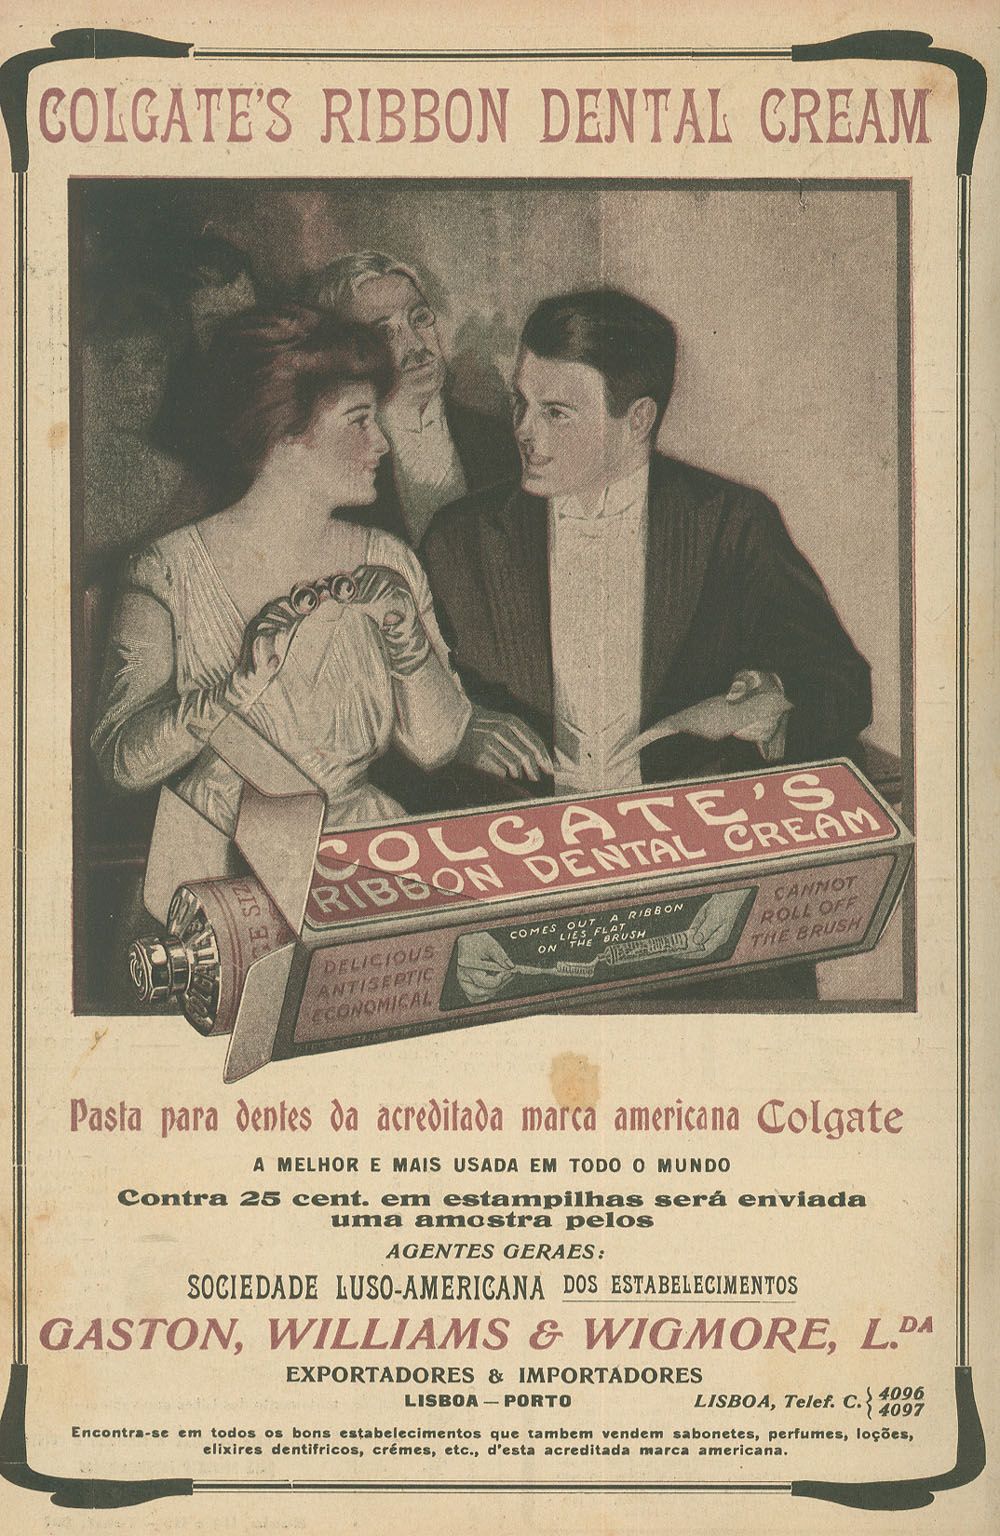 COLGATE'S RIBBON DENTAL CREAM
COLGATE'S
RIBBON DENTAL CREAM
COMES OUT A RIBBON
LIES FLAT
ON THE BRUSH
CANNOT
ROLL OFF
THE BRUSH
DELICIOUS
ANTISEPTIC
ECONOMICAL
COLGATE
Pasta para dentes da acreditada marca americana Colgate
A MELHOR E MAIS USADA EM TODO O MUNDO
Contra 25 cent. em estampilhas será enviada
uma amostra pelos
AGENTES GERAES:
SOCIEDADE LUSO-AMERICANA DOS ESTABELECIMENTOS
GASTON, WILLIAMS & WIGMORE, L.DA
EXPORTADORES & IMPORTADORES
LISBOA — PORTO LISBOA, Telef. C. { 4096
4097
Encontra-se em todos os bons estabelecimentos que tambem vendem sabonetes, perfumes, loções,
elixires dentifricos, crémes, etc., d'esta acreditada marca americana.